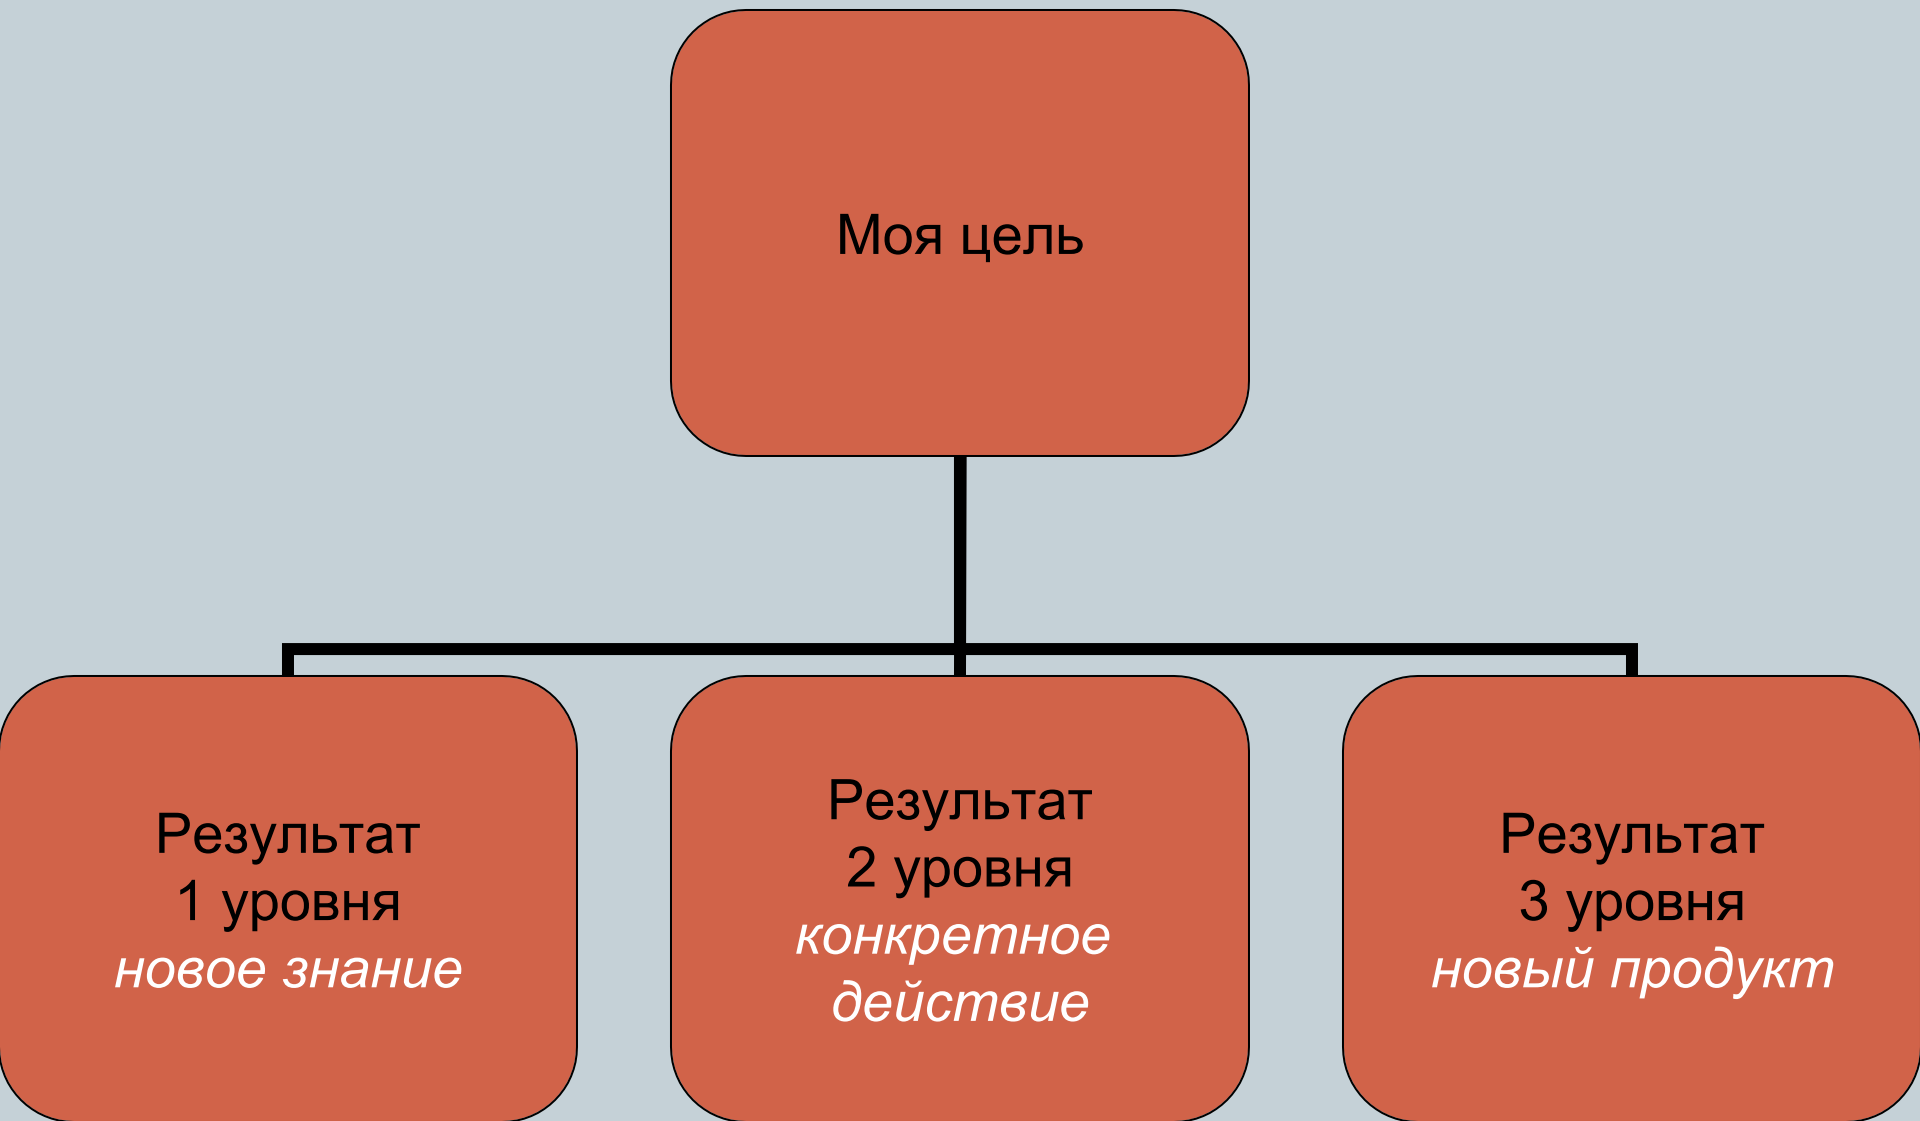 Моя цель
Результат
1 уровня
новое знание
Результат
2 уровня
конкретное
действие
Результат
3 уровня
новый продукт